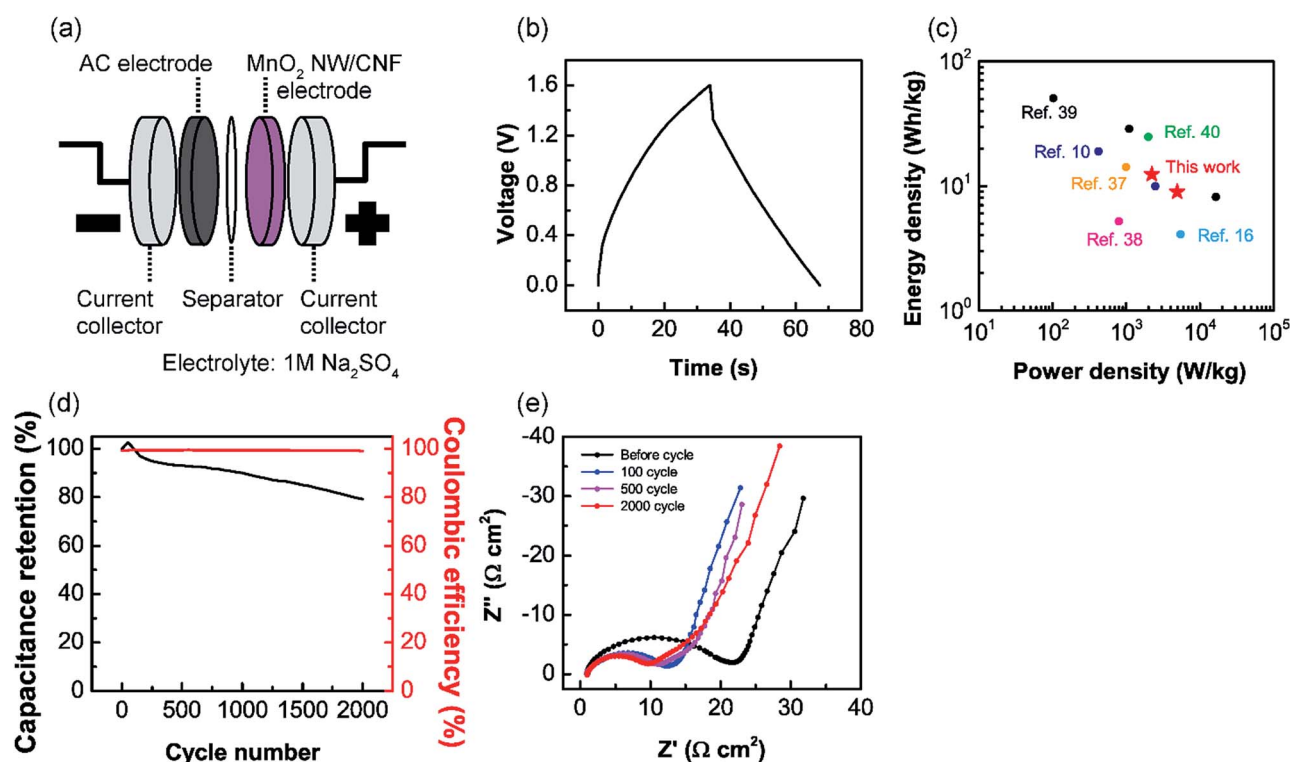 (a)
AC electrode
MnO2 NW/CNF
electrode
Current
collector
Separator
Current
collector
Electrolyte: 1M Na2SO4
(b)
Voltage (V)
1.6
1.2
0.8
0.4
0.0
0 20 40 60 80
Time (s)
(c)
Energy density (Wh/kg)
10^2
10^1
10^0
Ref. 39
Ref. 40
Ref. 10
This work
Ref. 37
Ref. 38
Ref. 16
10^1 10^2 10^3 10^4 10^5
Power density (W/kg)
(d)
Capacitance retention (%)
100
80
60
40
20
0
0 500 1000 1500 2000
Cycle number
100
80
60
40
20
0
Coulombic efficiency (%)
(e)
Z'' (Ω cm2)
-40
-30
-20
-10
0
Before cycle
100 cycle
500 cycle
2000 cycle
0 10 20 30 40
Z' (Ω cm2)